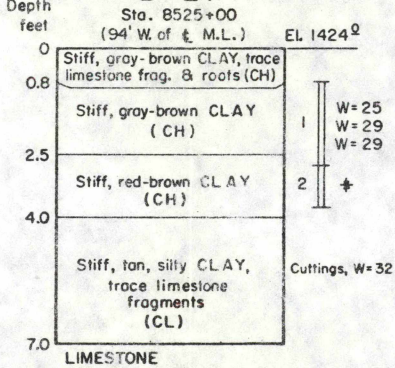 Depth
feet
Sta. 8525+00
(94' W. of ℄ M.L.)
El. 1424⁰
0
Stiff, gray-brown CLAY, trace
limestone frag. & roots (CH)
0.8
Stiff, gray-brown CLAY
(CH)
1
W=25
W=29
W=29
2.5
Stiff, red-brown CLAY
(CH)
2
4.0
Stiff, tan, silty CLAY,
trace limestone
fragments
(CL)
Cuttings, W=32
7.0
LIMESTONE